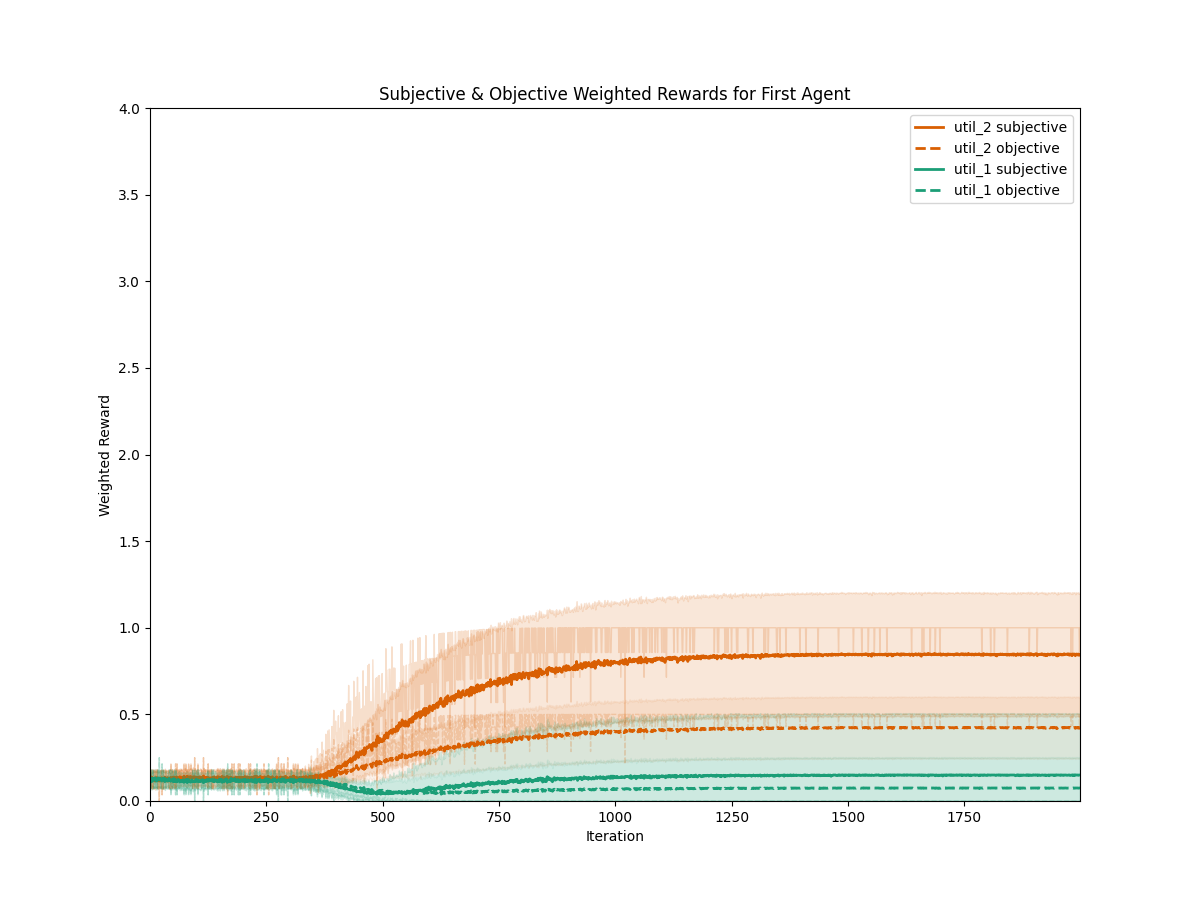 Subjective & Objective Weighted Rewards for First Agent
4.0
3.5
3.0
2.5
2.0
1.5
1.0
0.5
0.0
Weighted Reward
util_2 subjective
util_2 objective
util_1 subjective
util_1 objective
0 250 500 750 1000 1250 1500 1750
Iteration